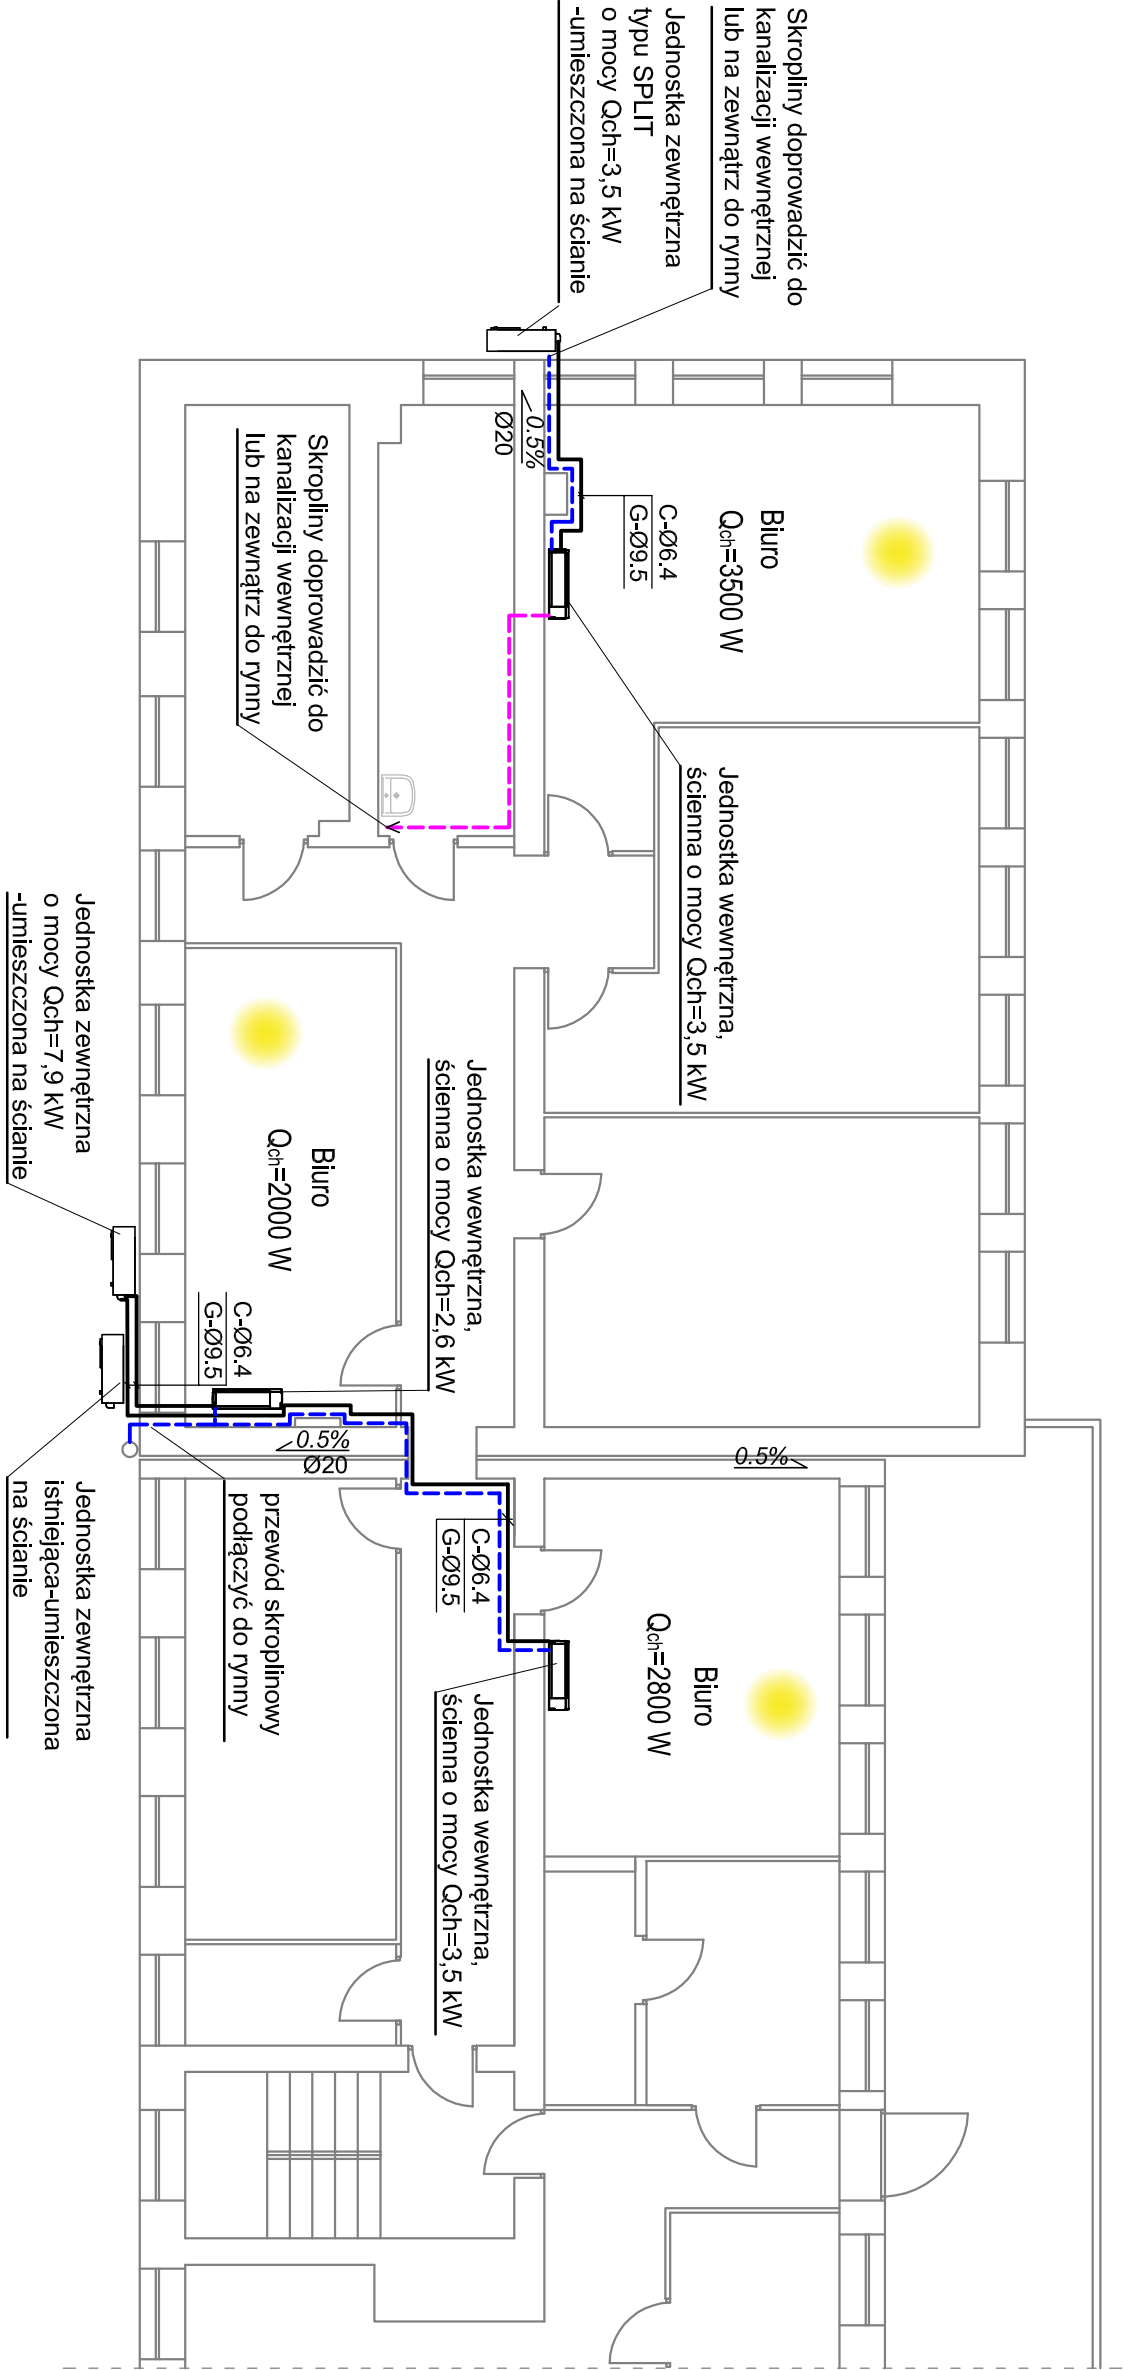 Skropliny doprowadzić do
kanalizacji wewnętrznej
lub na zewnątrz do rynny
Jednostka zewnętrzna
typu SPLIT
o mocy Qch=3,5 kW
-umieszczona na ścianie
Biuro
Qch=3500 W
C-Ø6.4
G-Ø9.5
0.5%
Ø20
Skropliny doprowadzić do
kanalizacji wewnętrznej
lub na zewnątrz do rynny
Jednostka wewnętrzna,
ścienna o mocy Qch=3,5 kW
Jednostka wewnętrzna,
ścienna o mocy Qch=2,6 kW
Biuro
Qch=2000 W
Jednostka zewnętrzna
o mocy Qch=7,9 kW
-umieszczona na ścianie
C-Ø6.4
G-Ø9.5
0.5%
Ø20
0.5%
C-Ø6.4
G-Ø9.5
przewód skroplinowy
podłączyć do rynny
Jednostka zewnętrzna
istniejąca-umieszczona
na ścianie
Biuro
Qch=2800 W
Jednostka wewnętrzna,
ścienna o mocy Qch=3,5 kW